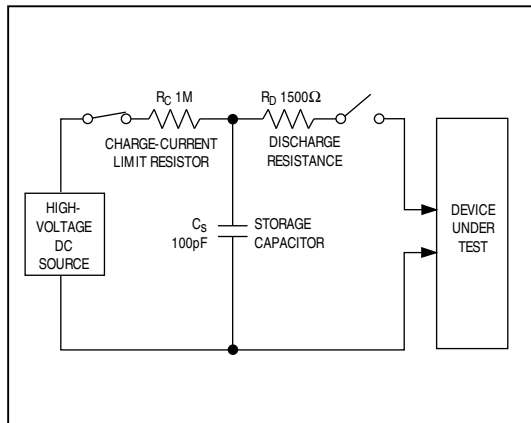 R_C 1M
CHARGE-CURRENT
LIMIT RESISTOR
R_D 1500Ω
DISCHARGE
RESISTANCE
HIGH-
VOLTAGE
DC
SOURCE
C_S
100pF
STORAGE
CAPACITOR
DEVICE
UNDER
TEST